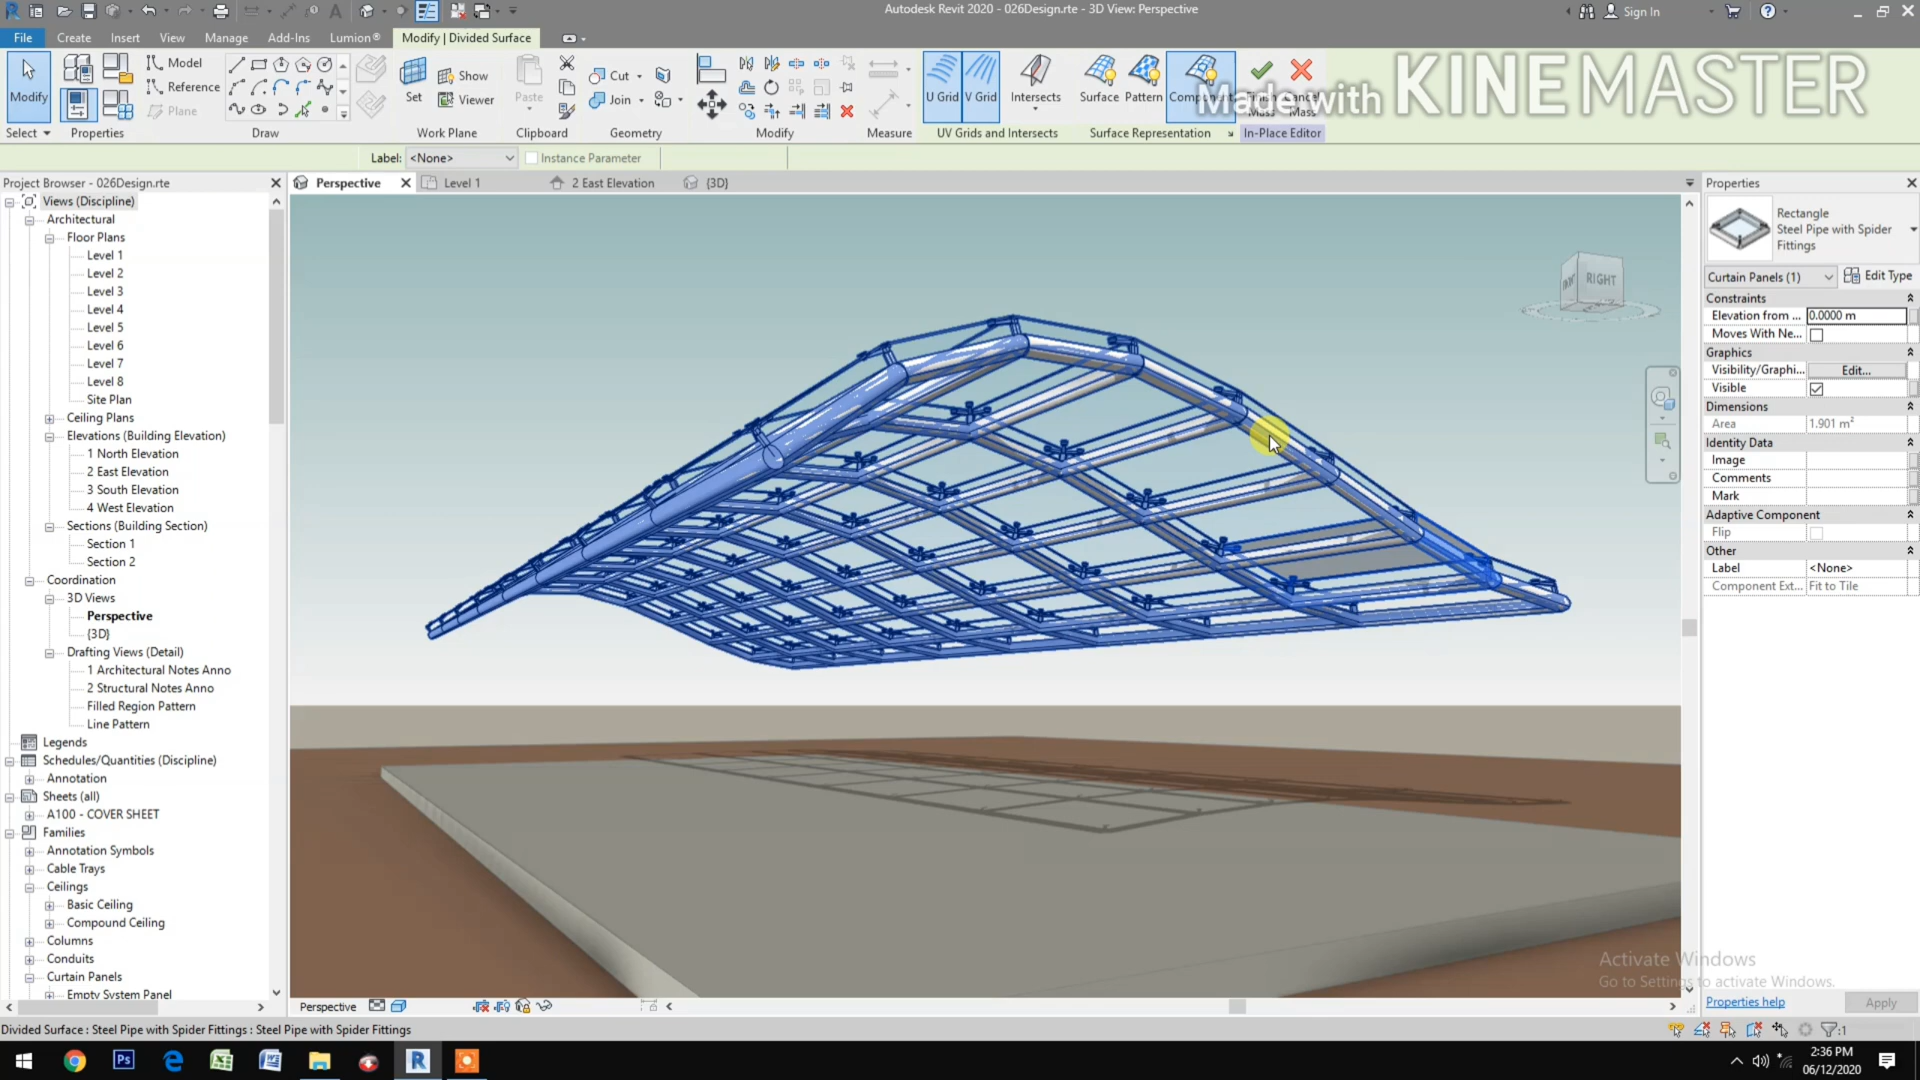 Autodesk Revit 2020 - 026Design.rte - 3D View: Perspective
Sign In
File
Create
Insert
View
Manage
Add-Ins
Lumion®
Modify | Divided Surface
Modify
Model
Reference
Plane
Set
Show
Viewer
Paste
Cut
Join
U Grid
V Grid
Intersects
Surface
Pattern
Component
Finish
Mass
Cancel
Mass
Made with KINEMASTER
Select
Properties
Draw
Work Plane
Clipboard
Geometry
Modify
Measure
UV Grids and Intersects
Surface Representation
In-Place Editor
Label:
<None>
Instance Parameter
Project Browser - 026Design.rte
Perspective
Level 1
2 East Elevation
{3D}
Properties
Views (Discipline)
Architectural
Floor Plans
Level 1
Level 2
Level 3
Level 4
Level 5
Level 6
Level 7
Level 8
Site Plan
Ceiling Plans
Elevations (Building Elevation)
1 North Elevation
2 East Elevation
3 South Elevation
4 West Elevation
Sections (Building Section)
Section 1
Section 2
Coordination
3D Views
Perspective
{3D}
Drafting Views (Detail)
1 Architectural Notes Anno
2 Structural Notes Anno
Filled Region Pattern
Line Pattern
Legends
Schedules/Quantities (Discipline)
Annotation
Sheets (all)
A100 - COVER SHEET
Families
Annotation Symbols
Cable Trays
Ceilings
Basic Ceiling
Compound Ceiling
Columns
Conduits
Curtain Panels
Empty System Panel
RIGHT
Rectangle
Steel Pipe with Spider
Fittings
Curtain Panels (1)
Edit Type
Constraints
Elevation from ...
0.0000 m
Moves With Ne...
Graphics
Visibility/Graphi...
Edit...
Visible
Dimensions
Area
1.901 m²
Identity Data
Image
Comments
Mark
Adaptive Component
Flip
Other
Label
<None>
Component Ext...
Fit to Tile
Activate Windows
Go to Settings to activate Windows.
Properties help
Apply
Perspective
Divided Surface : Steel Pipe with Spider Fittings : Steel Pipe with Spider Fittings
:1
2:36 PM
06/12/2020